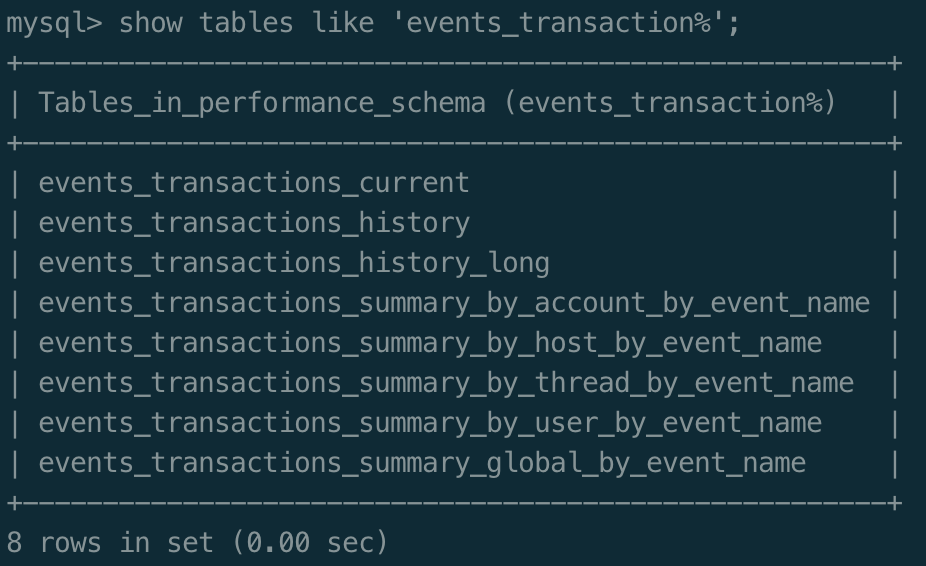 mysql> show tables like 'events_transaction%';
+------------------------------------------------------+
| Tables_in_performance_schema (events_transaction%)   |
+------------------------------------------------------+
| events_transactions_current                          |
| events_transactions_history                          |
| events_transactions_history_long                     |
| events_transactions_summary_by_account_by_event_name |
| events_transactions_summary_by_host_by_event_name    |
| events_transactions_summary_by_thread_by_event_name  |
| events_transactions_summary_by_user_by_event_name    |
| events_transactions_summary_global_by_event_name     |
+------------------------------------------------------+
8 rows in set (0.00 sec)